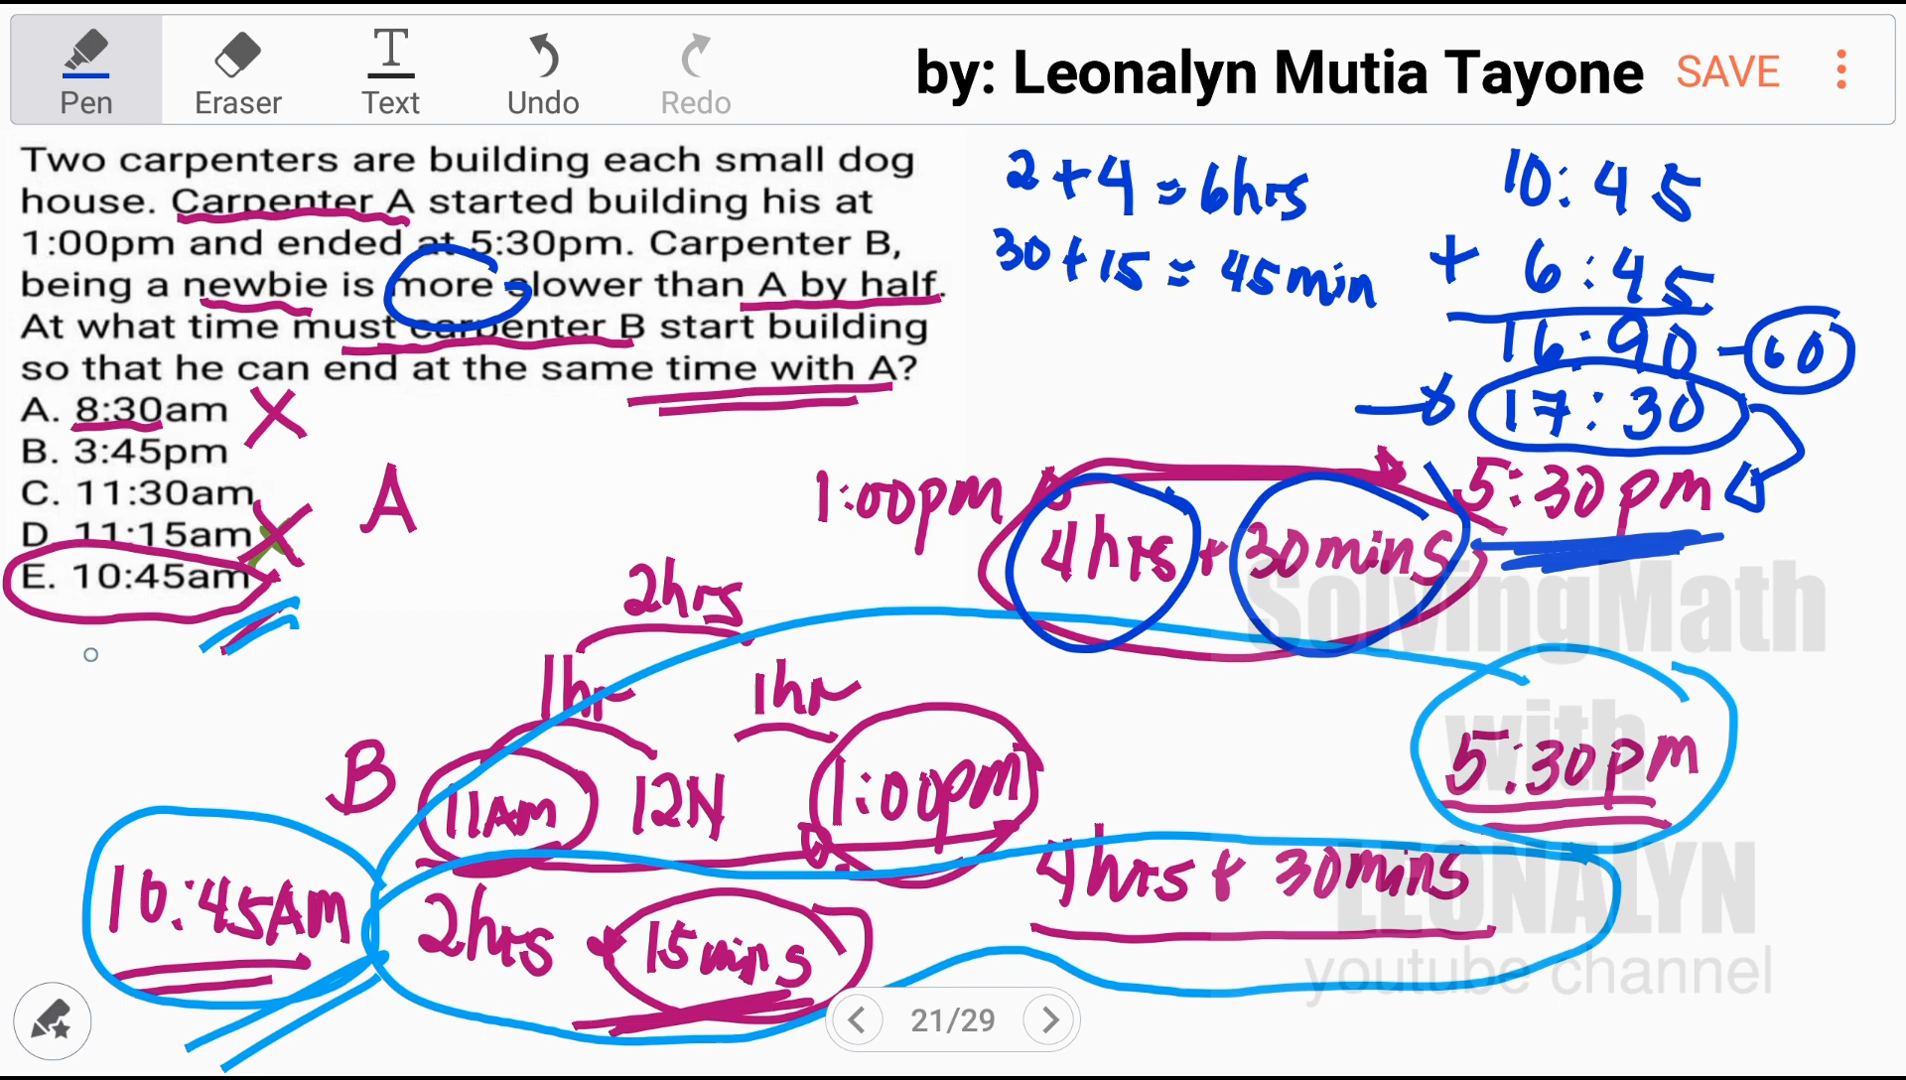 Pen Eraser Text Undo Redo by: Leonalyn Mutia Tayone SAVE
Two carpenters are building each small dog
house. Carpenter A started building his at
1:00pm and ended at 5:30pm. Carpenter B,
being a newbie is more slower than A by half.
At what time must carpenter B start building
so that he can end at the same time with A?
A. 8:30am
B. 3:45pm
C. 11:30am
D. 11:15am
E. 10:45am
2+4=6hrs
30+15=45min
10:45
+ 6:45
16:90 -60
17:30
A 1:00pm 5:30pm
4hrs + 30mins
2hrs
1hr 1hr
B 11AM 12N 1:00pm 5:30pm
10:45AM 2hrs + 15mins 4hrs + 30mins
SolvingMath
with
LEONALYN
youtube channel
21/29